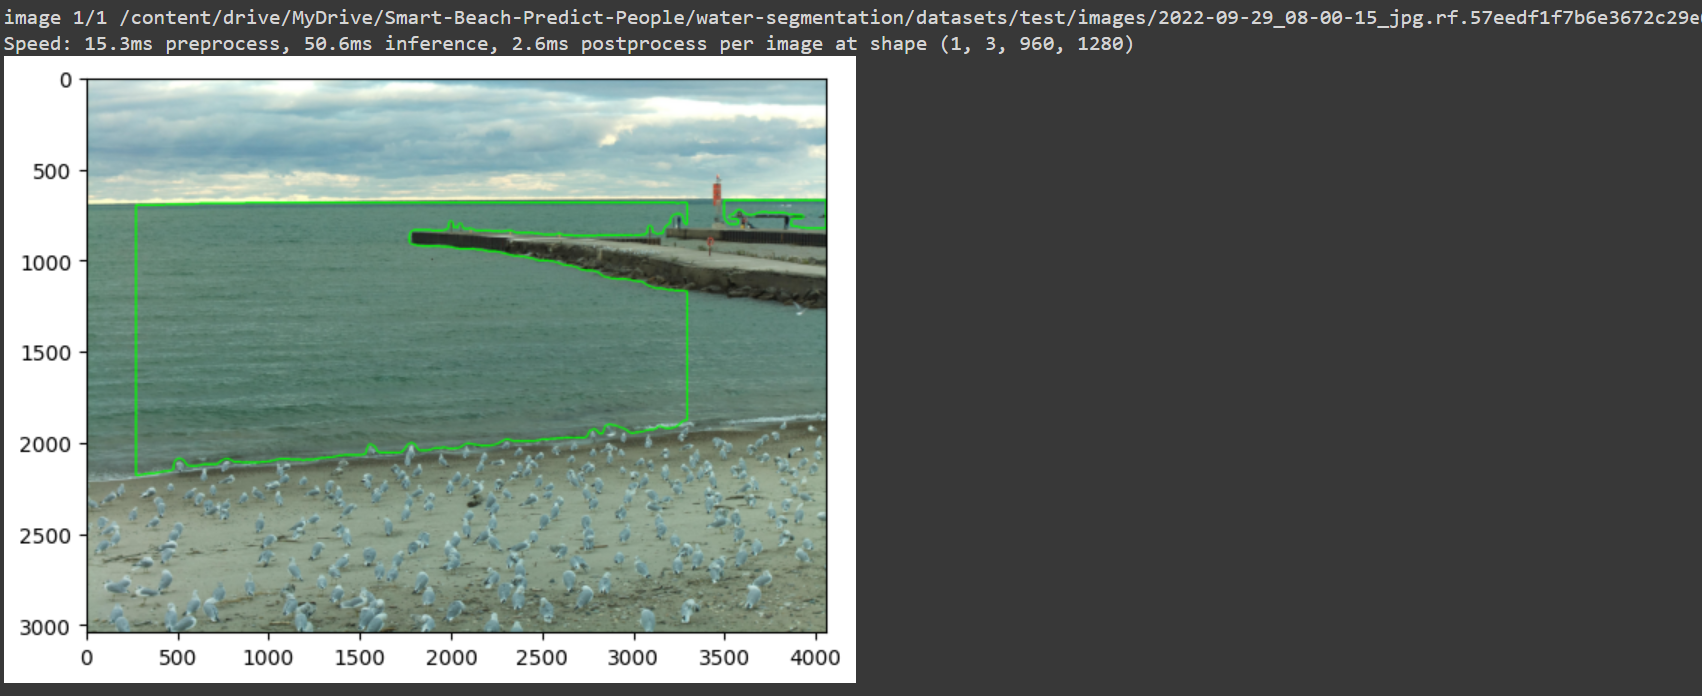 image 1/1 /content/drive/MyDrive/Smart-Beach-Predict-People/water-segmentation/datasets/test/images/2022-09-29_08-00-15_jpg.rf.57eedf1f7b6e3672c29e
Speed: 15.3ms preprocess, 50.6ms inference, 2.6ms postprocess per image at shape (1, 3, 960, 1280)
0
500
1000
1500
2000
2500
3000
0 500 1000 1500 2000 2500 3000 3500 4000